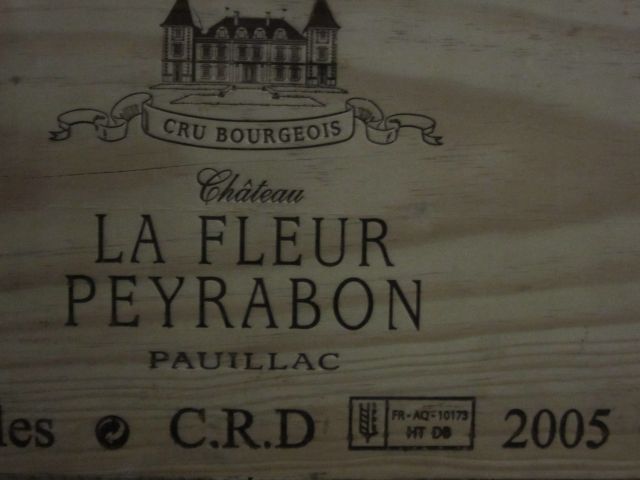 CRU BOURGEOIS
Château
LA FLEUR
PEYRABON
PAUILLAC
les C.R.D FR-AQ-10173 2005
HT DB